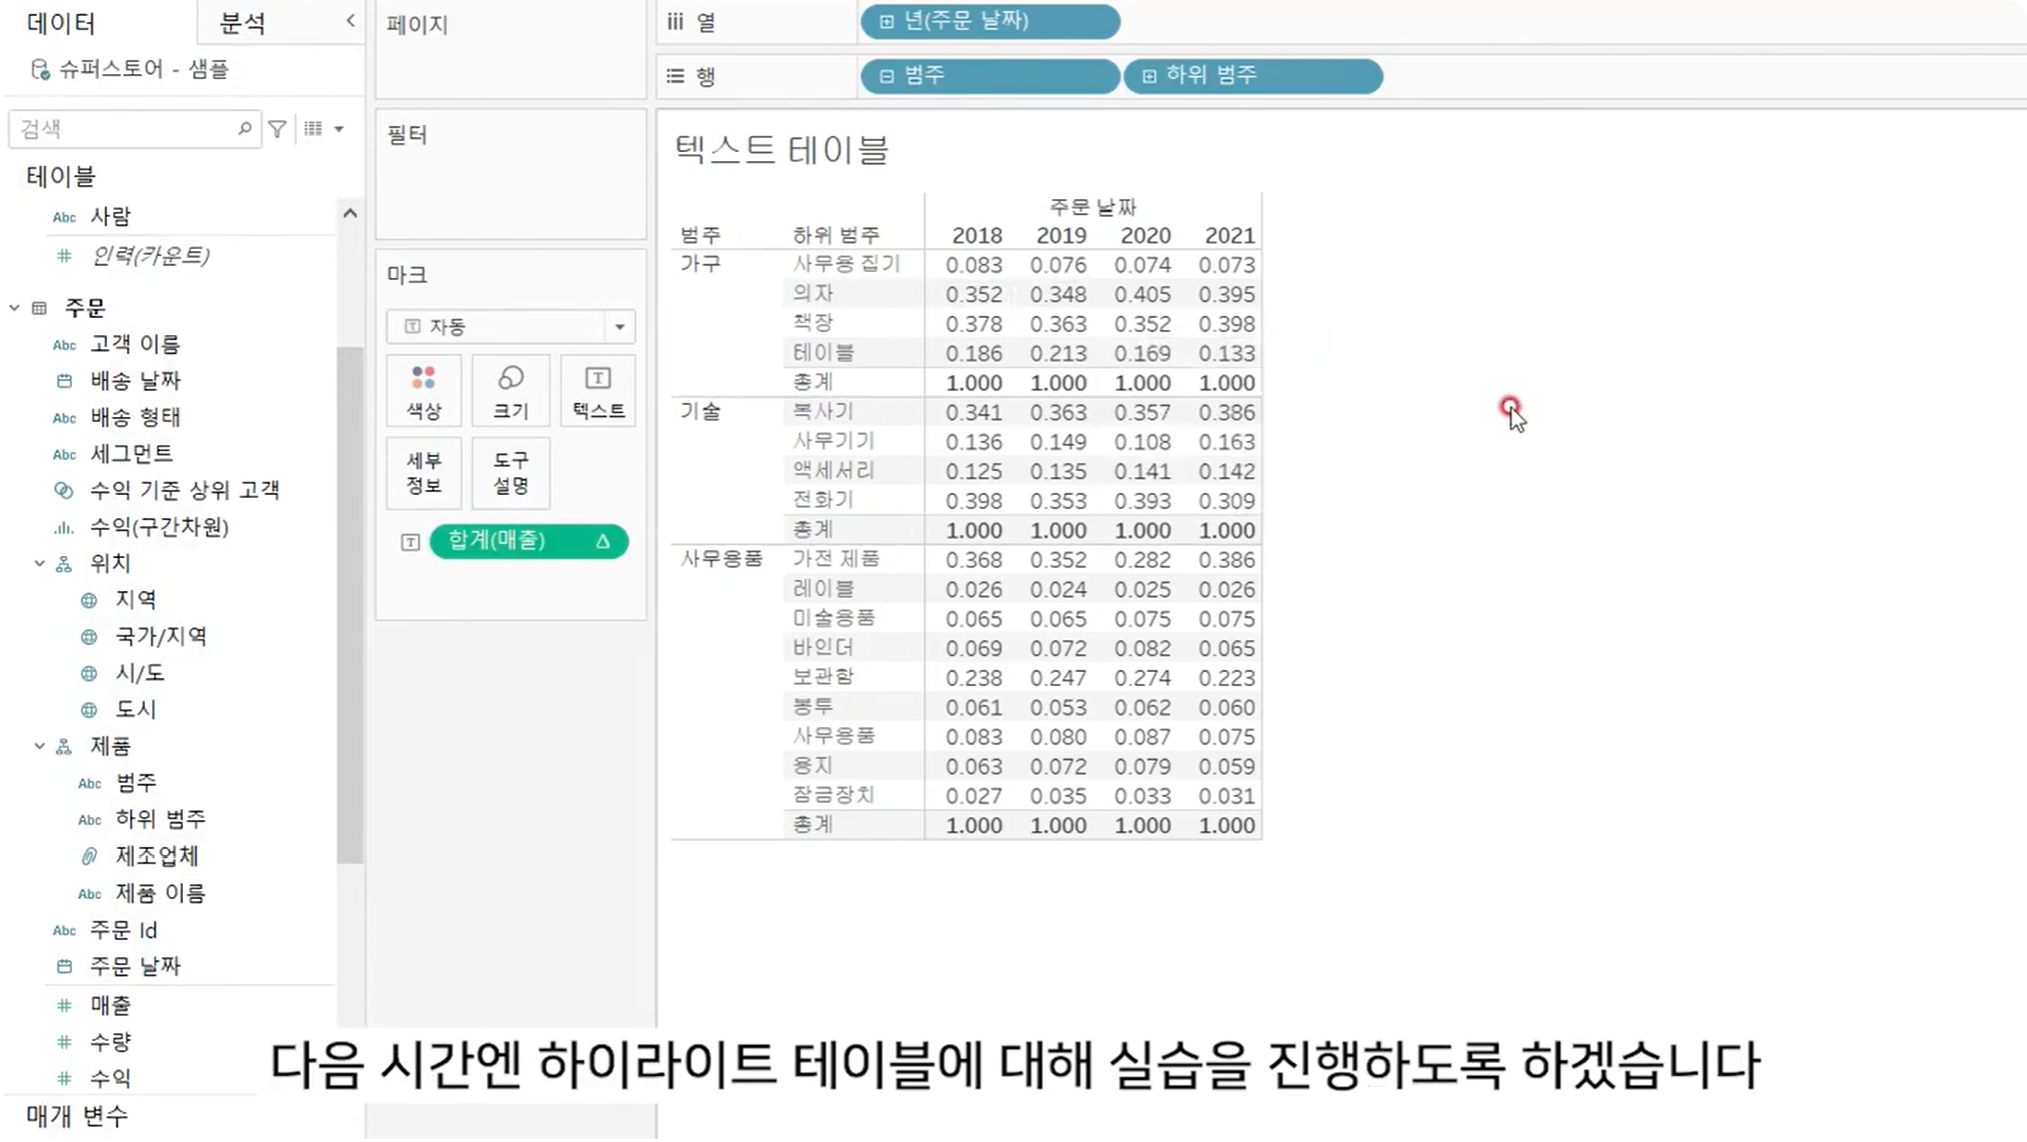 데이터
분석
슈퍼스토어 - 샘플
검색
테이블
Abc 사람
# 인력(카운트)
주문
Abc 고객 이름
배송 날짜
Abc 배송 형태
Abc 세그먼트
수익 기준 상위 고객
수익(구간차원)
위치
지역
국가/지역
시/도
도시
제품
Abc 범주
Abc 하위 범주
제조업체
Abc 제품 이름
Abc 주문 Id
주문 날짜
# 매출
# 수량
# 수익
매개 변수
페이지
필터
마크
T 자동
색상
크기
T 텍스트
세부 정보
도구 설명
T 합계(매출) Δ
iii 열 년(주문 날짜)
행 범주 하위 범주
텍스트 테이블
주문 날짜
범주 하위 범주 2018 2019 2020 2021
가구 사무용 집기 0.083 0.076 0.074 0.073
의자 0.352 0.348 0.405 0.395
책장 0.378 0.363 0.352 0.398
테이블 0.186 0.213 0.169 0.133
총계 1.000 1.000 1.000 1.000
기술 복사기 0.341 0.363 0.357 0.386
사무기기 0.136 0.149 0.108 0.163
액세서리 0.125 0.135 0.141 0.142
전화기 0.398 0.353 0.393 0.309
총계 1.000 1.000 1.000 1.000
사무용품 가전 제품 0.368 0.352 0.282 0.386
레이블 0.026 0.024 0.025 0.026
미술용품 0.065 0.065 0.075 0.075
바인더 0.069 0.072 0.082 0.065
보관함 0.238 0.247 0.274 0.223
봉투 0.061 0.053 0.062 0.060
사무용품 0.083 0.080 0.087 0.075
용지 0.063 0.072 0.079 0.059
잠금장치 0.027 0.035 0.033 0.031
총계 1.000 1.000 1.000 1.000
다음 시간엔 하이라이트 테이블에 대해 실습을 진행하도록 하겠습니다